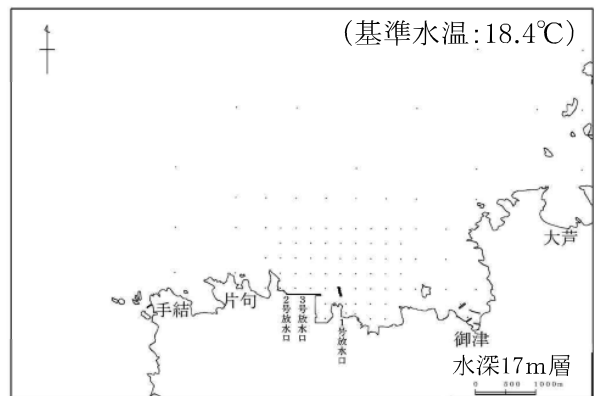 (基準水温:18.4℃)
大芦
片句
手結
2号放水口
3号放水口
1号放水口
御津
水深17m層
0 500 1000m